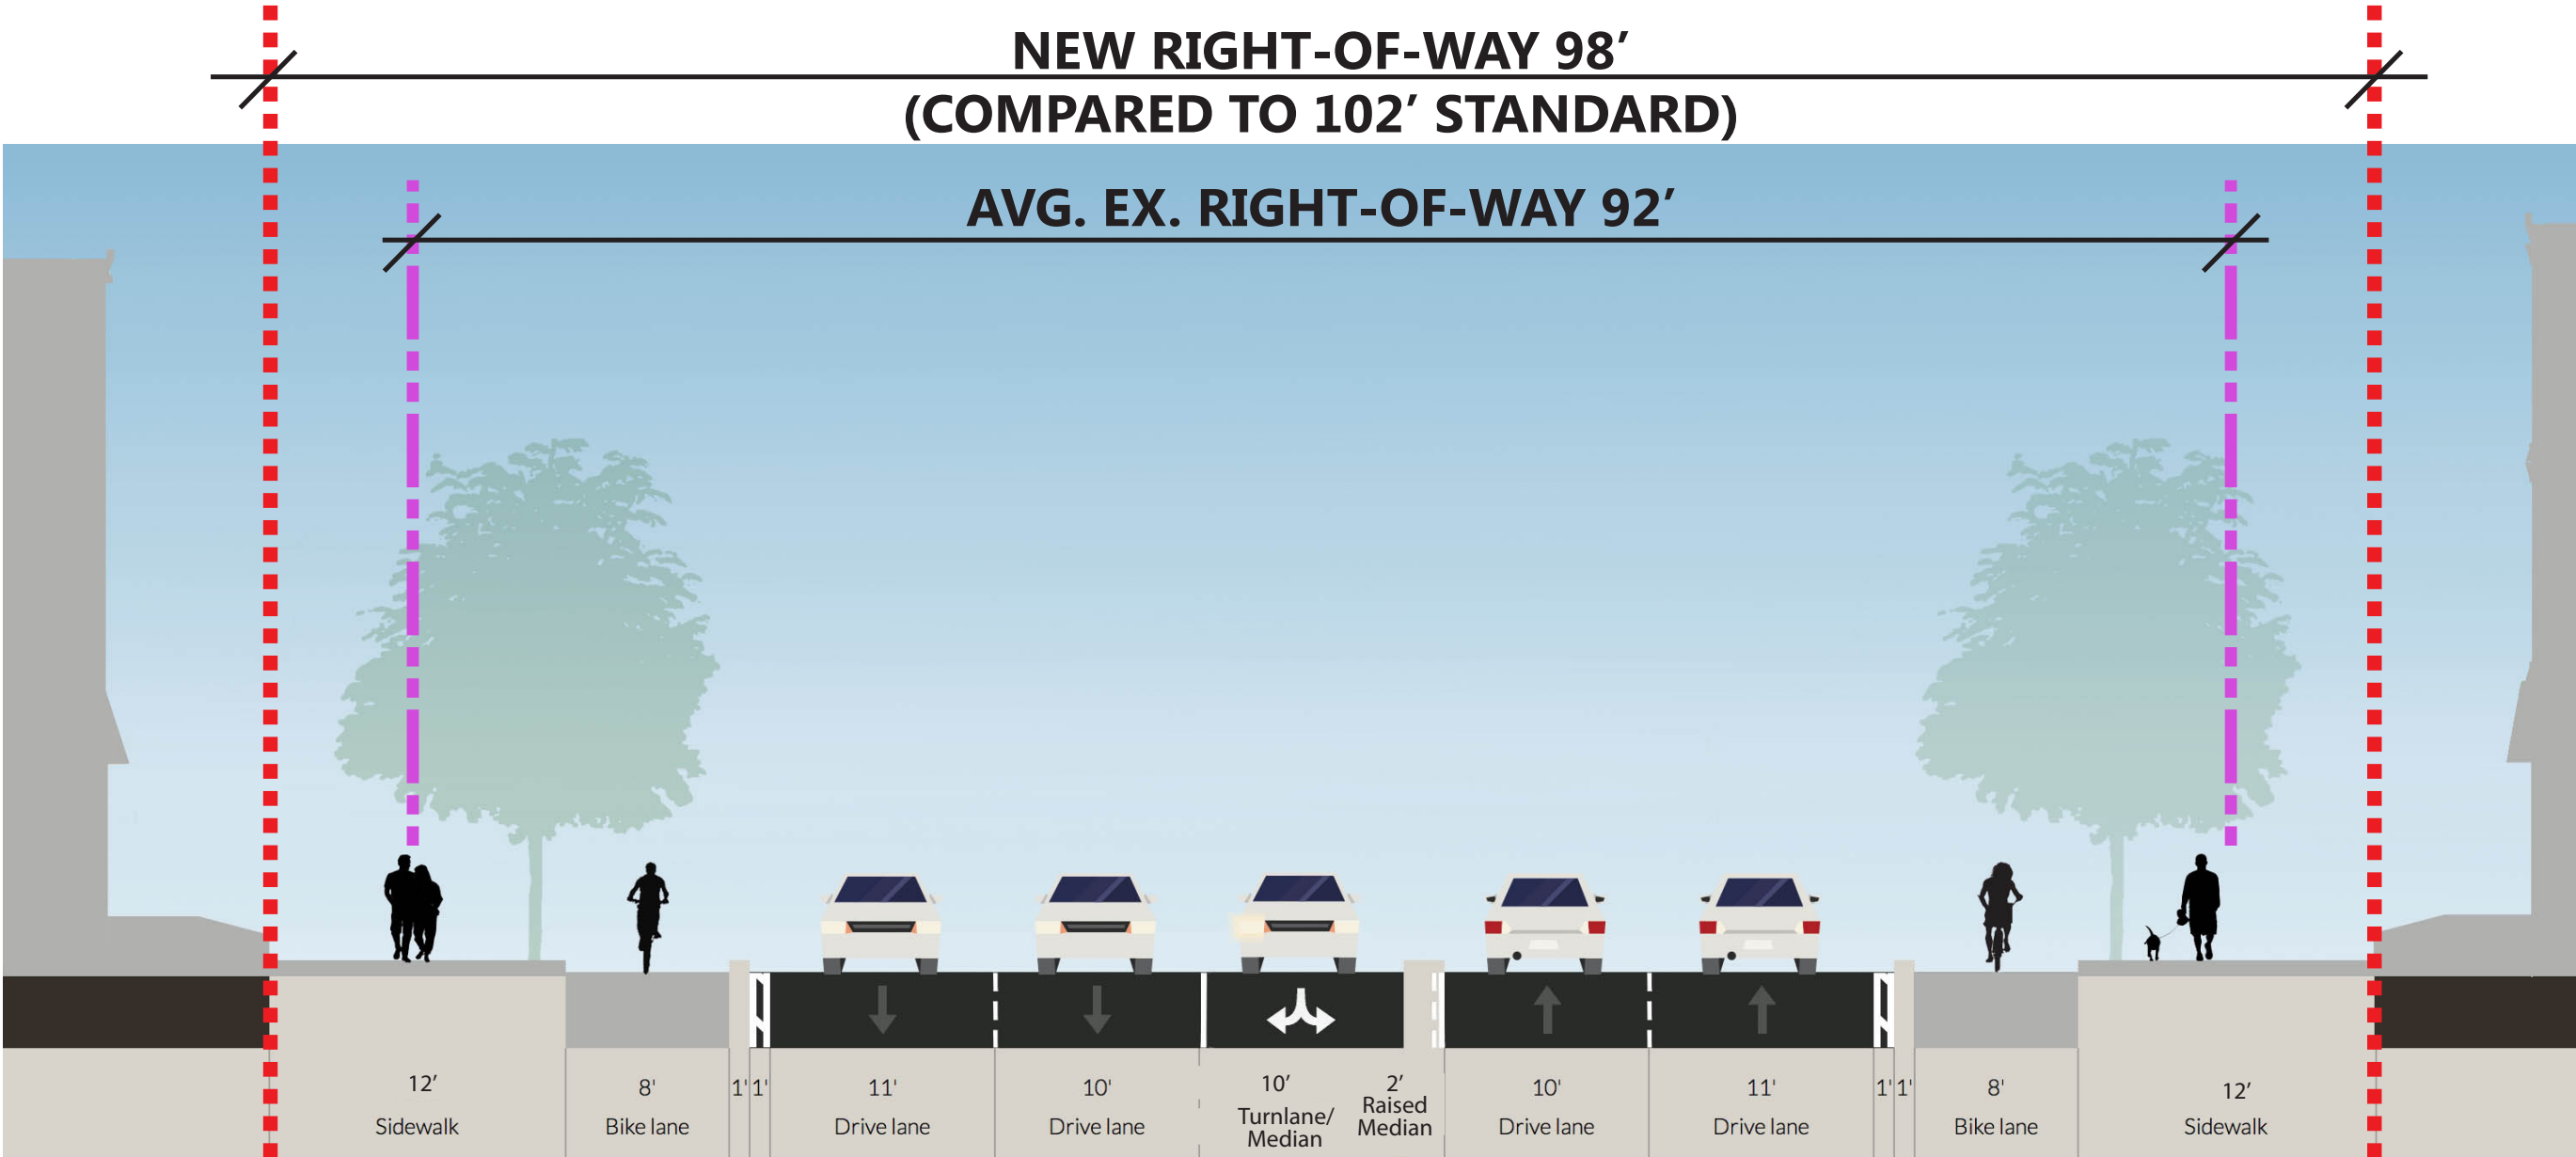 NEW RIGHT-OF-WAY 98′
(COMPARED TO 102′ STANDARD)
AVG. EX. RIGHT-OF-WAY 92′
12′
Sidewalk
8'
Bike lane
1'
1'
11'
Drive lane
10'
Drive lane
10′
Turnlane/
Median
2′
Raised
Median
10'
Drive lane
11'
Drive lane
1'
1'
8'
Bike lane
12′
Sidewalk